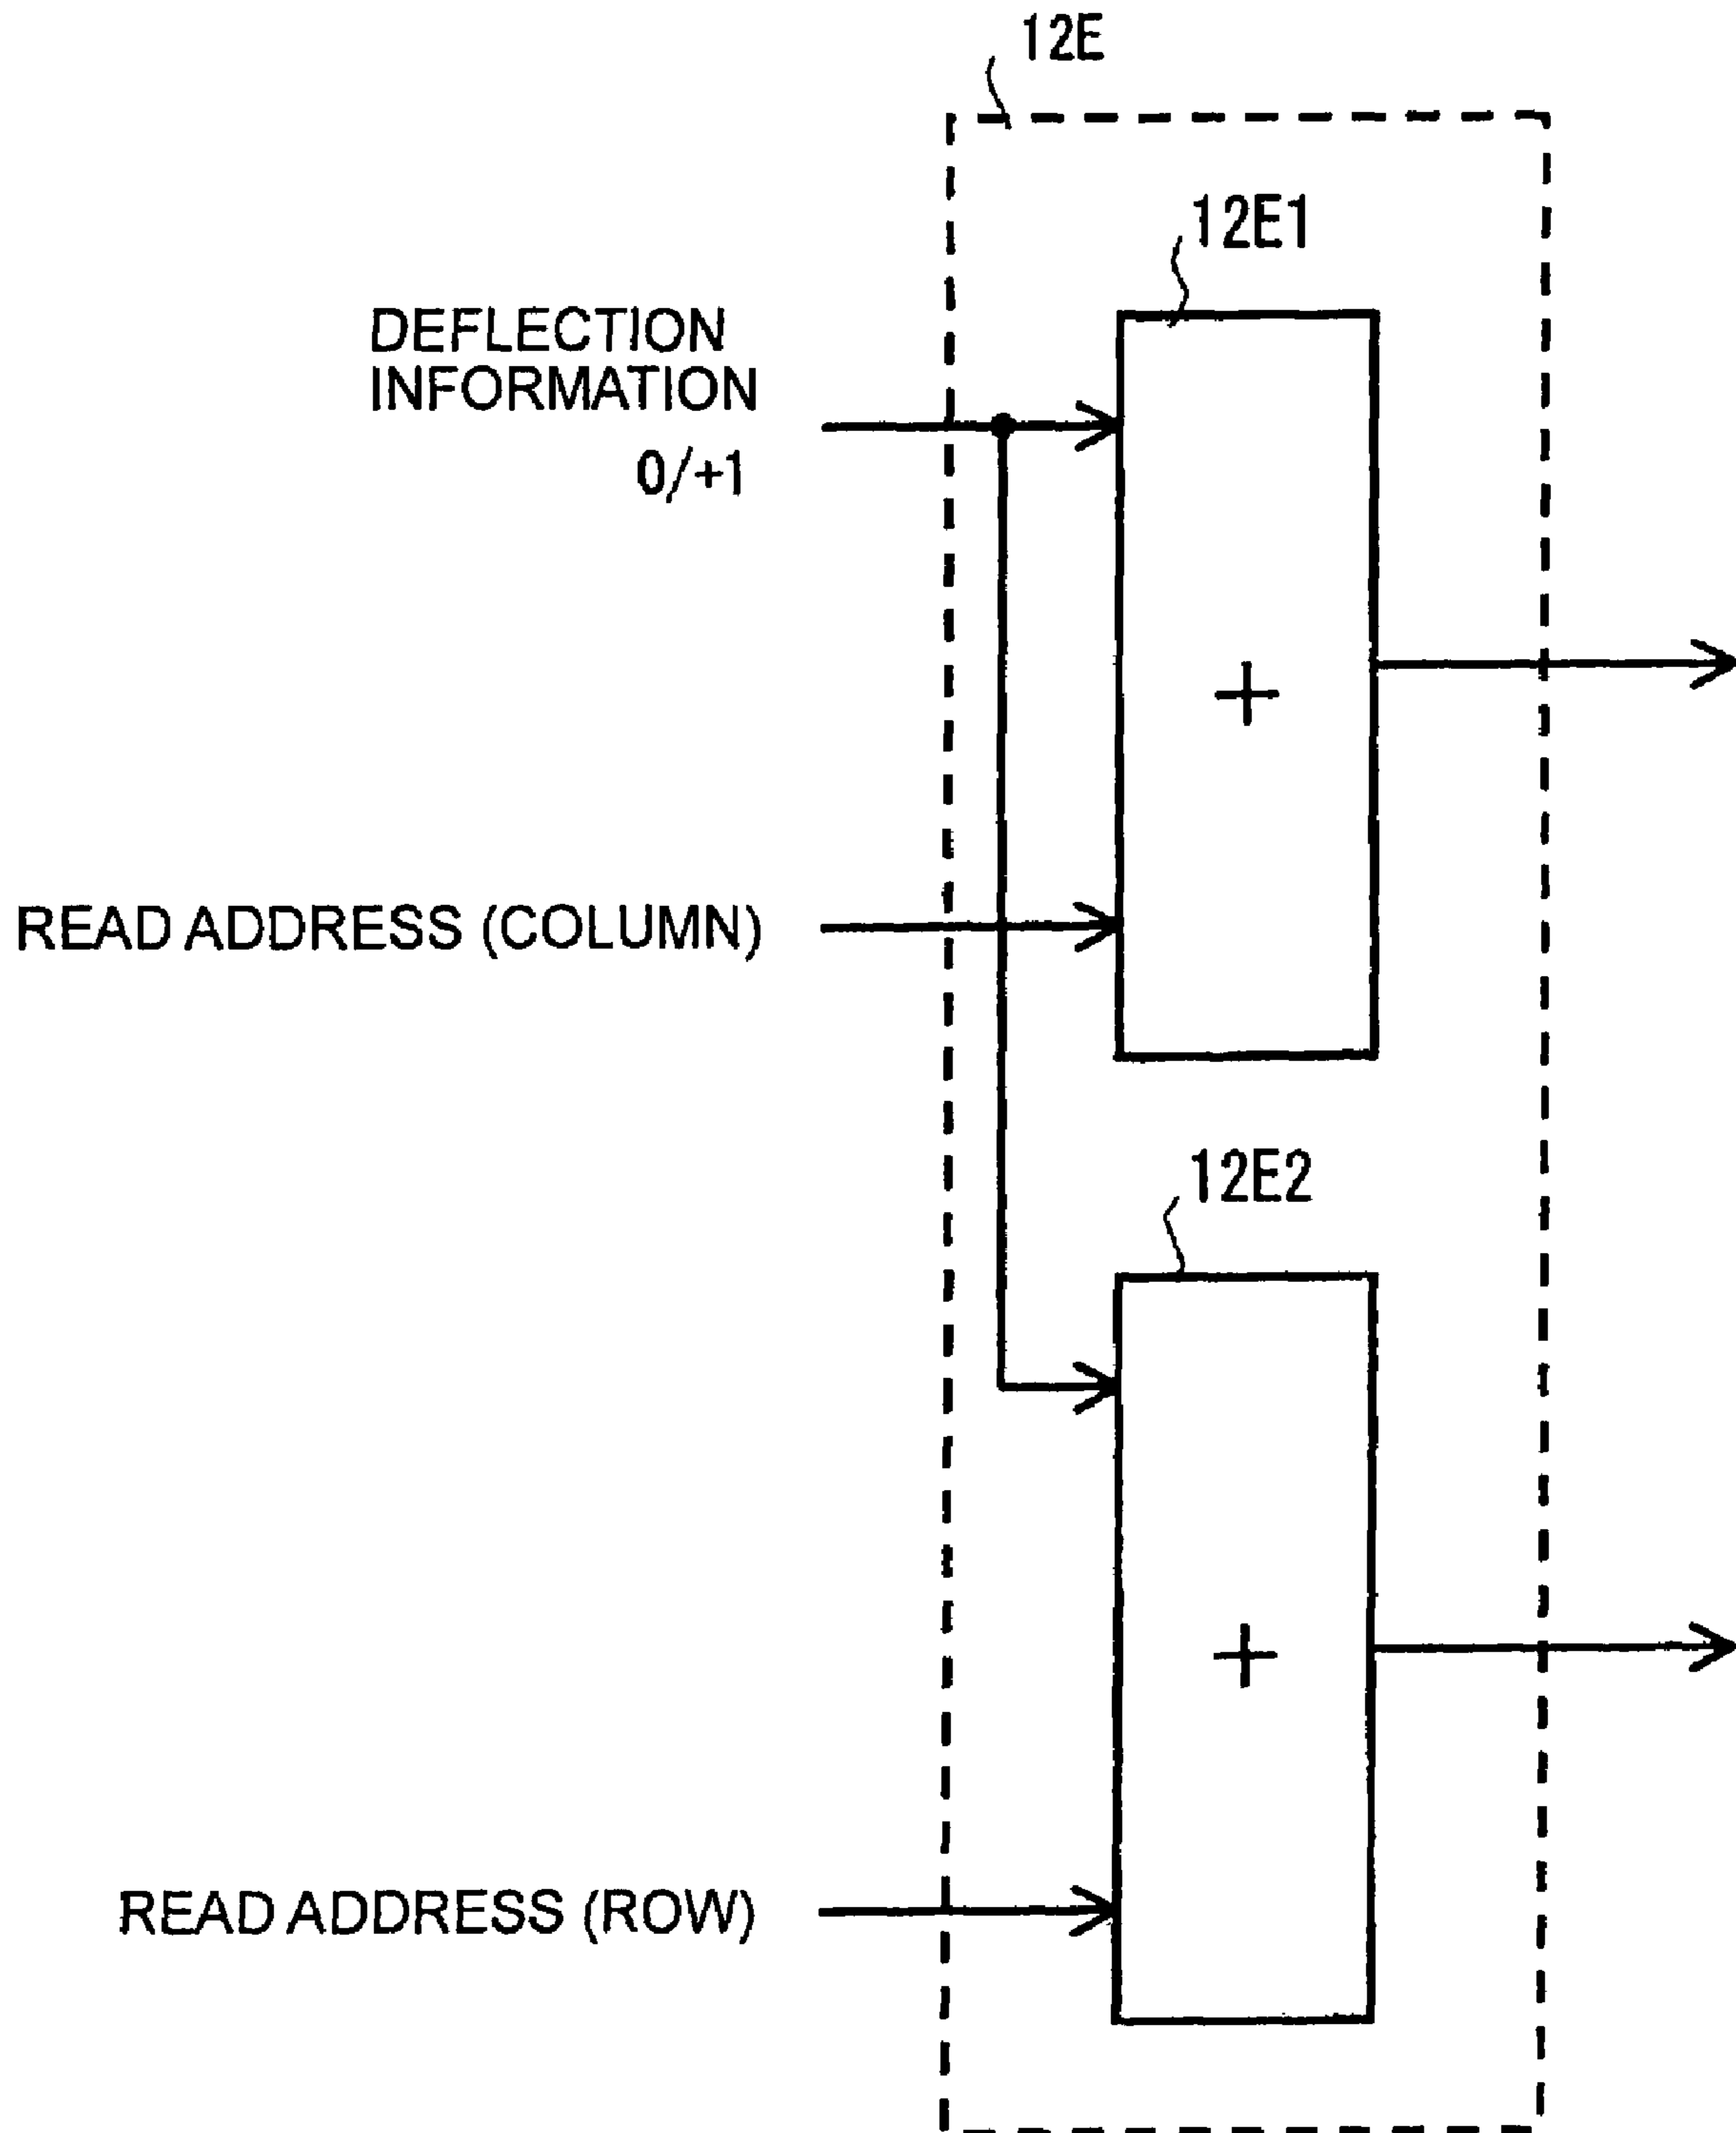 12E
12E1
DEFLECTION
INFORMATION
0/+1
+
READ ADDRESS (COLUMN)
12E2
+
READ ADDRESS (ROW)